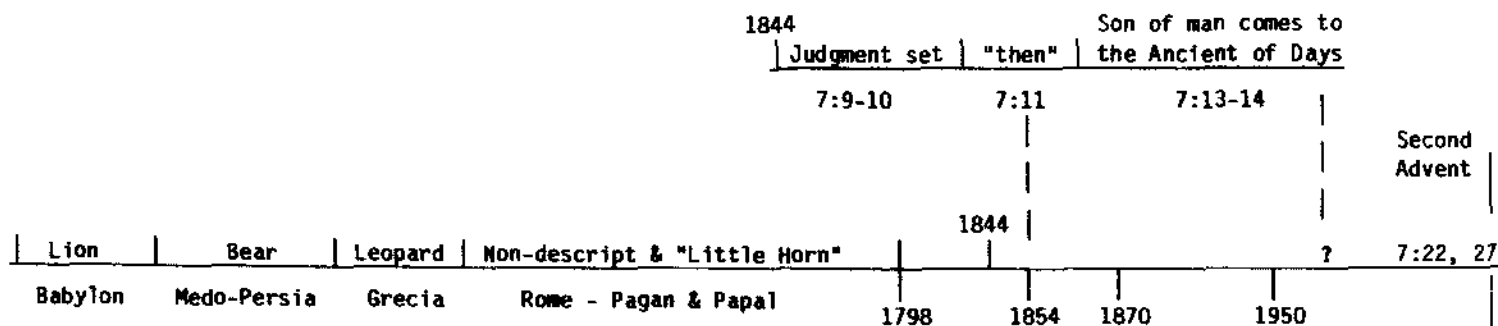 1844 Son of man comes to
Judgment set "then" the Ancient of Days
7:9-10 7:11 7:13-14
Second
Advent
1844
Lion Bear Leopard Non-descript & "Little Horn" ? 7:22, 27
Babylon Medo-Persia Grecia Rome - Pagan & Papal
1798 1854 1870 1950